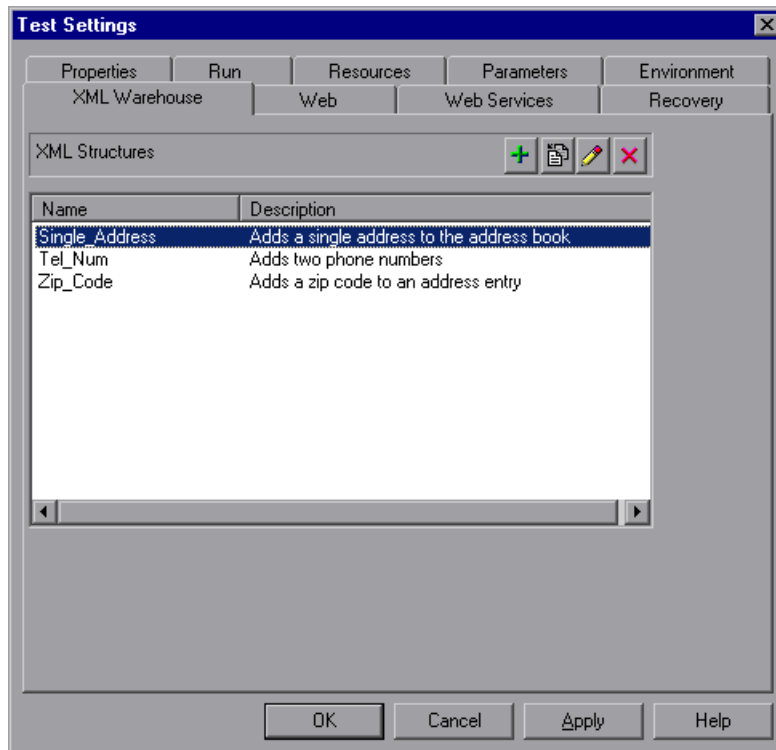 Test Settings
Properties Run Resources Parameters Environment
XML Warehouse Web Web Services Recovery
XML Structures
Name Description
Single_Address Adds a single address to the address book
Tel_Num Adds two phone numbers
Zip_Code Adds a zip code to an address entry
OK Cancel Apply Help